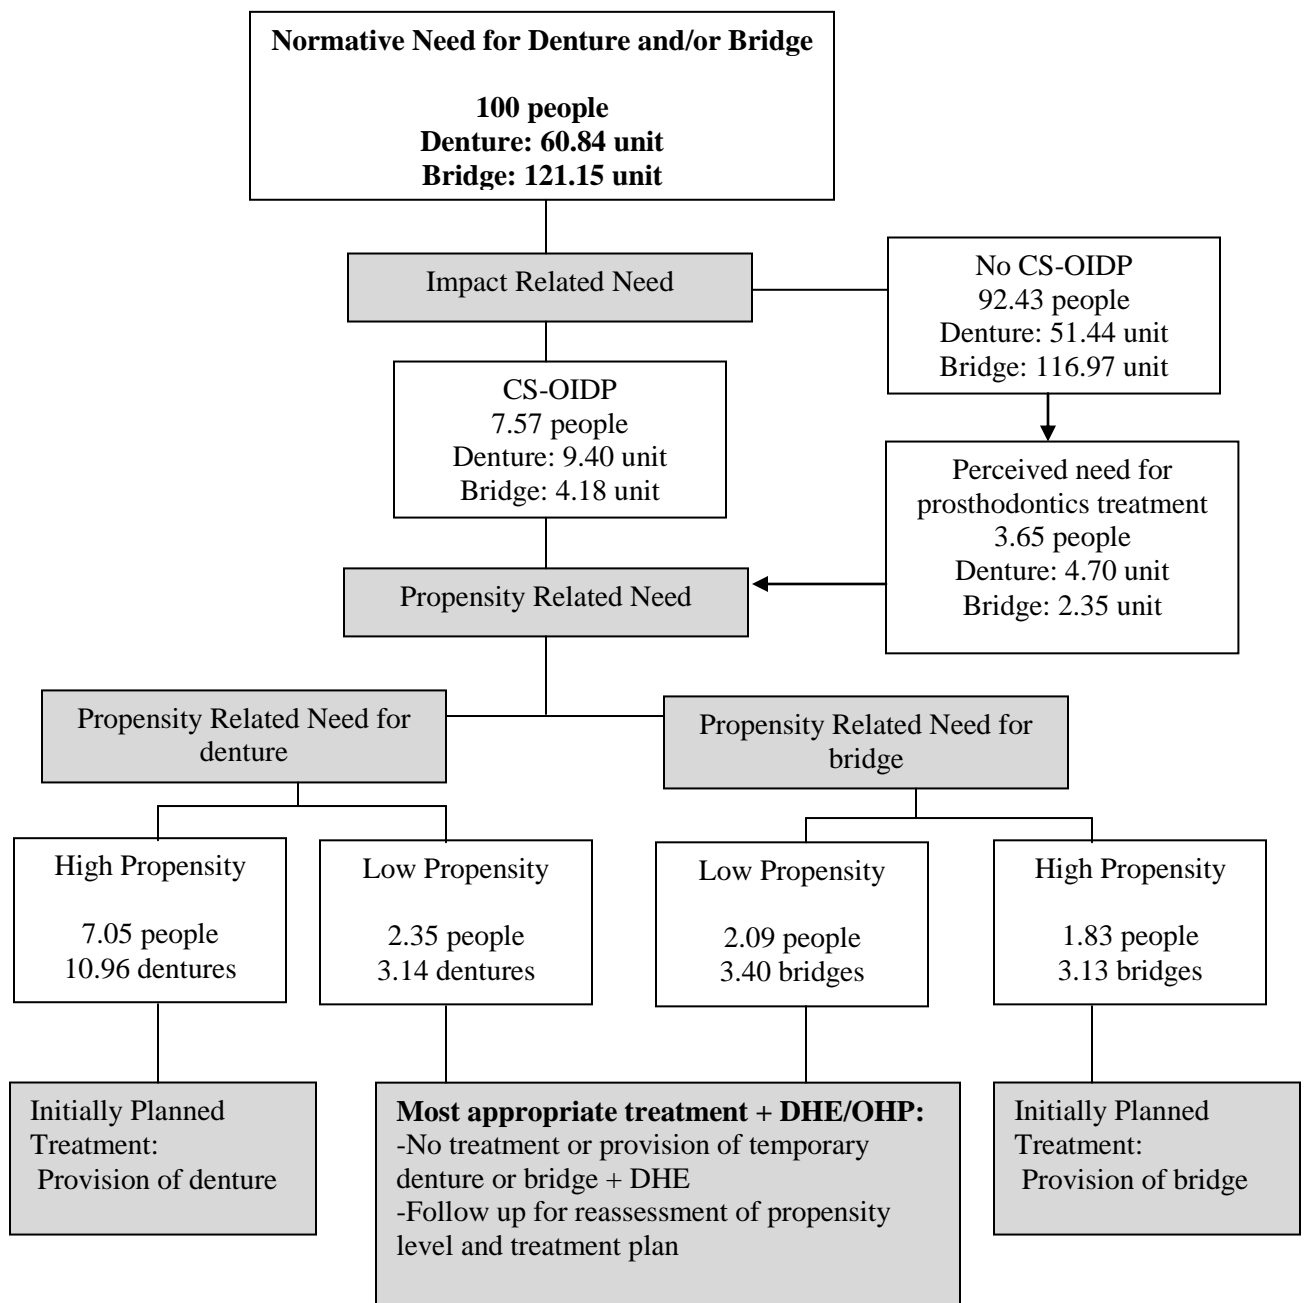 Normative Need for Denture and/or Bridge
100 people
Denture: 60.84 unit
Bridge: 121.15 unit
Impact Related Need
No CS-OIDP
92.43 people
Denture: 51.44 unit
Bridge: 116.97 unit
CS-OIDP
7.57 people
Denture: 9.40 unit
Bridge: 4.18 unit
Perceived need for
prosthodontics treatment
3.65 people
Denture: 4.70 unit
Bridge: 2.35 unit
Propensity Related Need
Propensity Related Need for
denture
Propensity Related Need for
bridge
High Propensity
7.05 people
10.96 dentures
Low Propensity
2.35 people
3.14 dentures
Low Propensity
2.09 people
3.40 bridges
High Propensity
1.83 people
3.13 bridges
Initially Planned
Treatment:
Provision of denture
Most appropriate treatment + DHE/OHP:
-No treatment or provision of temporary
denture or bridge + DHE
-Follow up for reassessment of propensity
level and treatment plan
Initially Planned
Treatment:
Provision of bridge